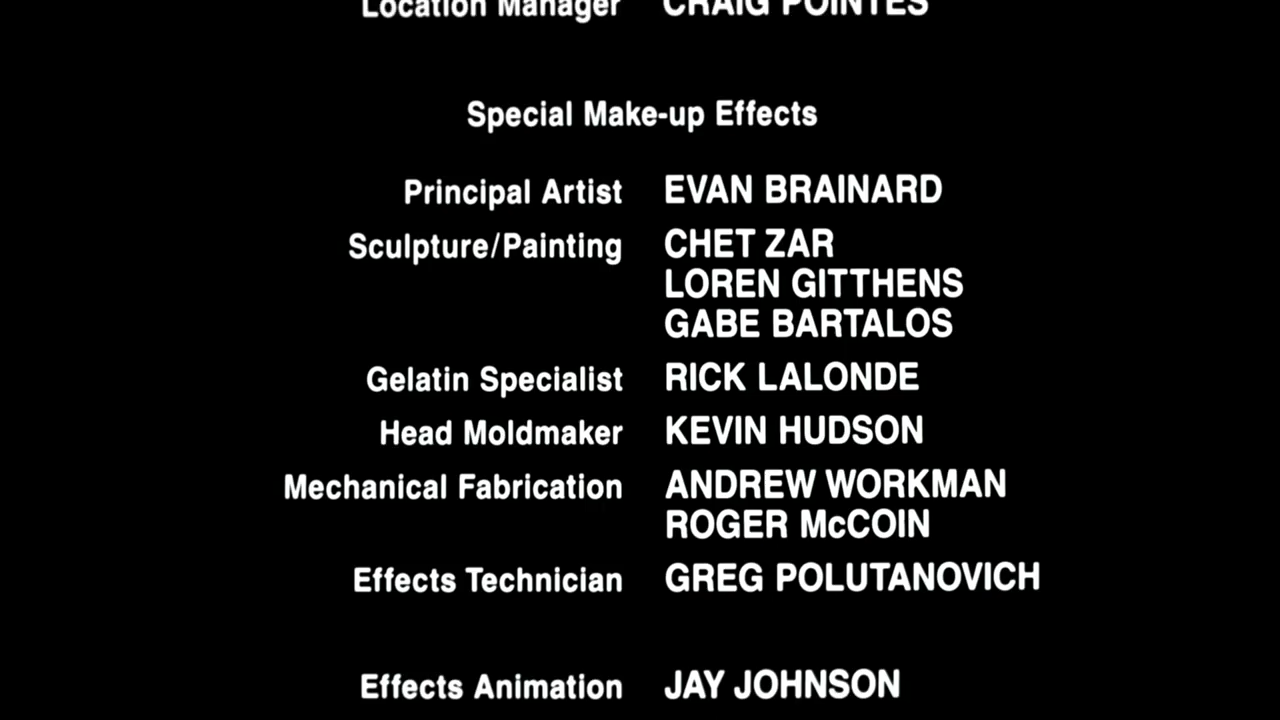 Location Manager CRAIG POINTES
Special Make-up Effects
Principal Artist EVAN BRAINARD
Sculpture/Painting CHET ZAR
LOREN GITTHENS
GABE BARTALOS
Gelatin Specialist RICK LALONDE
Head Moldmaker KEVIN HUDSON
Mechanical Fabrication ANDREW WORKMAN
ROGER McCOIN
Effects Technician GREG POLUTANOVICH
Effects Animation JAY JOHNSON